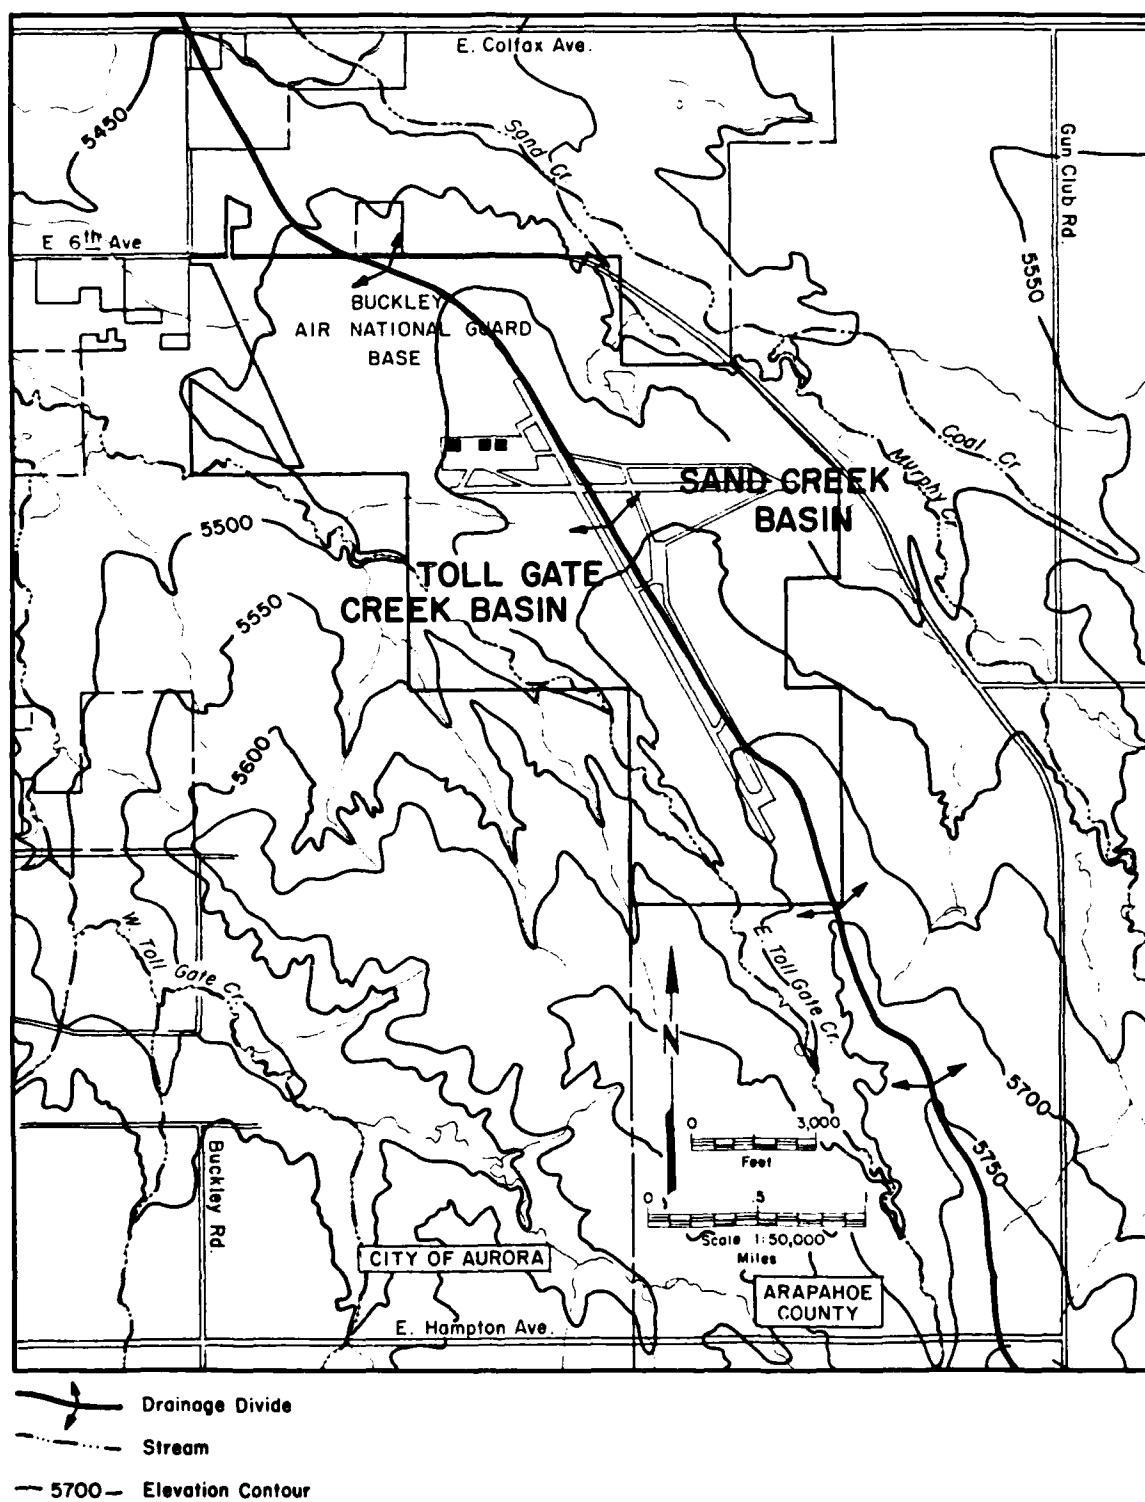 E. Colfax Ave.
5450
Sand Cr.
Gun Club Rd.
E 6th Ave
5550
BUCKLEY
AIR NATIONAL GUARD
BASE
Coal Cr
Murphy Cr.
SAND CREEK
BASIN
5500
TOLL GATE
CREEK BASIN
5550
5600
W. Toll Gate Cr.
E. Toll Gate Cr.
N
5700
0 3,000
Feet
5750
Buckley Rd.
0 .5 1
Scale 1:50,000
Miles
CITY OF AURORA
ARAPAHOE
COUNTY
E. Hampton Ave.
Drainage Divide
Stream
5700 Elevation Contour